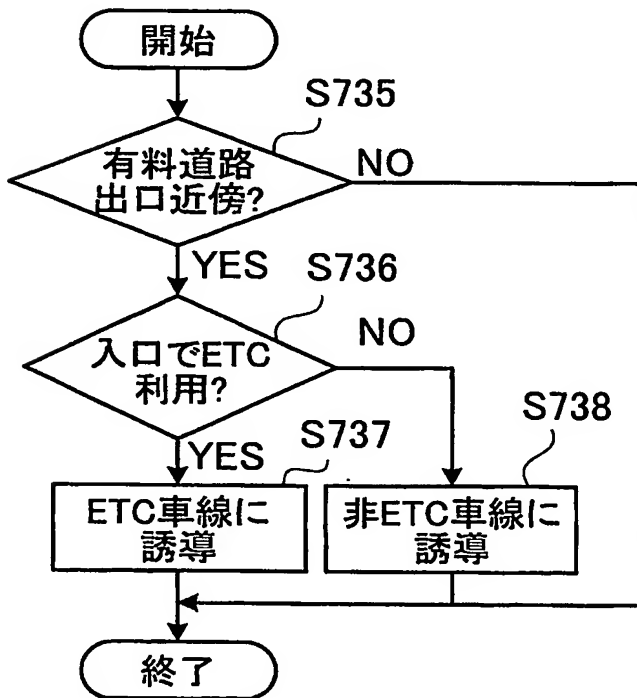 開始
S735
有料道路
出口近傍?
NO
YES
S736
入口でETC
利用?
NO
YES
S737
S738
ETC車線に
誘導
非ETC車線に
誘導
終了